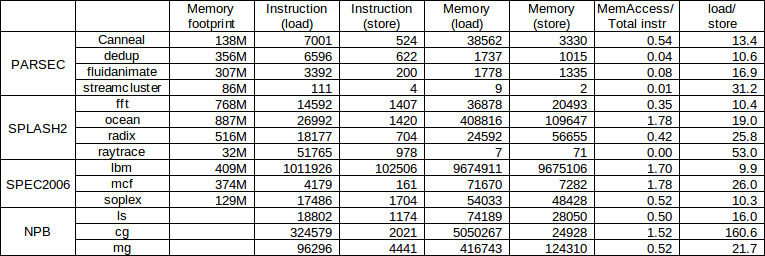 Memory footprint Instruction (load) Instruction (store) Memory (load) Memory (store) MemAccess/ Total instr load/ store
PARSEC
Canneal 138M 7001 524 38562 3330 0.54 13.4
dedup 356M 6596 622 1737 1015 0.04 10.6
fluidanimate 307M 3392 200 1778 1335 0.08 16.9
streamcluster 86M 111 4 9 2 0.01 31.2
SPLASH2
fft 768M 14592 1407 36878 20493 0.35 10.4
ocean 887M 26992 1420 408816 109647 1.78 19.0
radix 516M 18177 704 24592 56655 0.42 25.8
raytrace 32M 51765 978 7 71 0.00 53.0
SPEC2006
lbm 409M 1011926 102506 9674911 9675106 1.70 9.9
mcf 374M 4179 161 71670 7282 1.78 26.0
soplex 129M 17486 1704 54033 48428 0.52 10.3
NPB
ls 18802 1174 74189 28050 0.50 16.0
cg 324579 2021 5050267 24928 1.52 160.6
mg 96296 4441 416743 124310 0.52 21.7